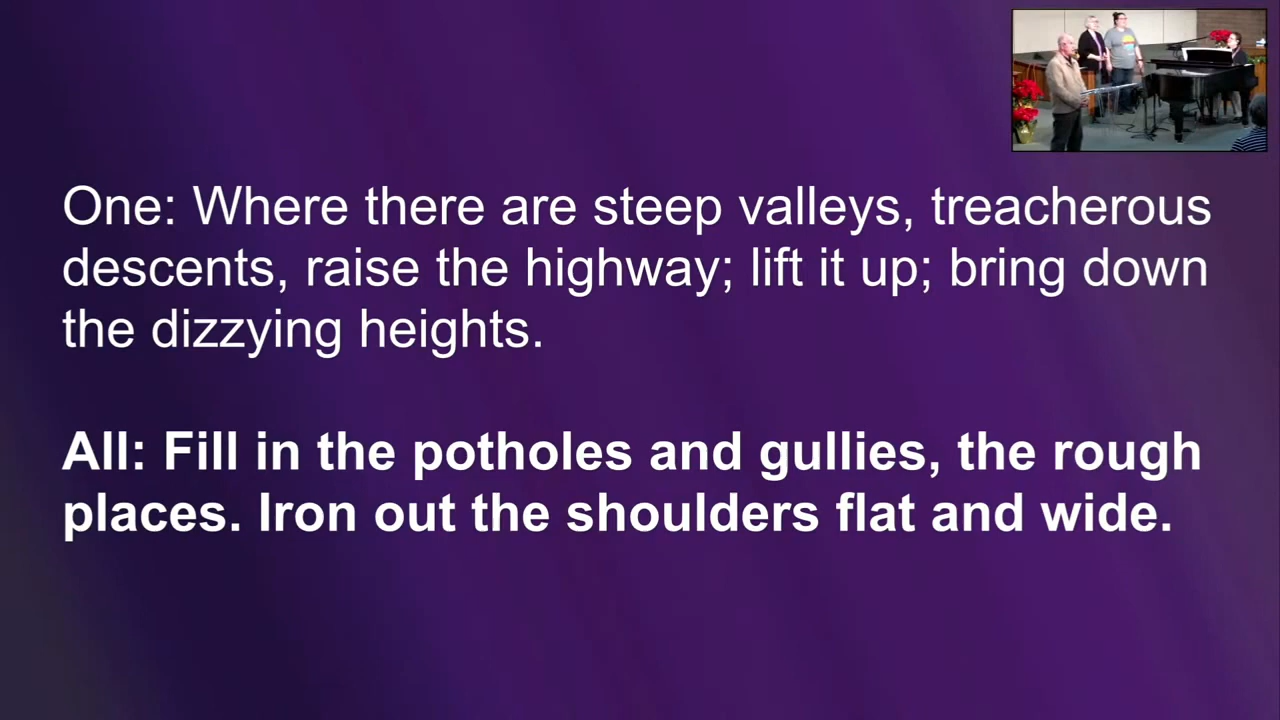 One: Where there are steep valleys, treacherous
descents, raise the highway; lift it up; bring down
the dizzying heights.
All: Fill in the potholes and gullies, the rough
places. Iron out the shoulders flat and wide.